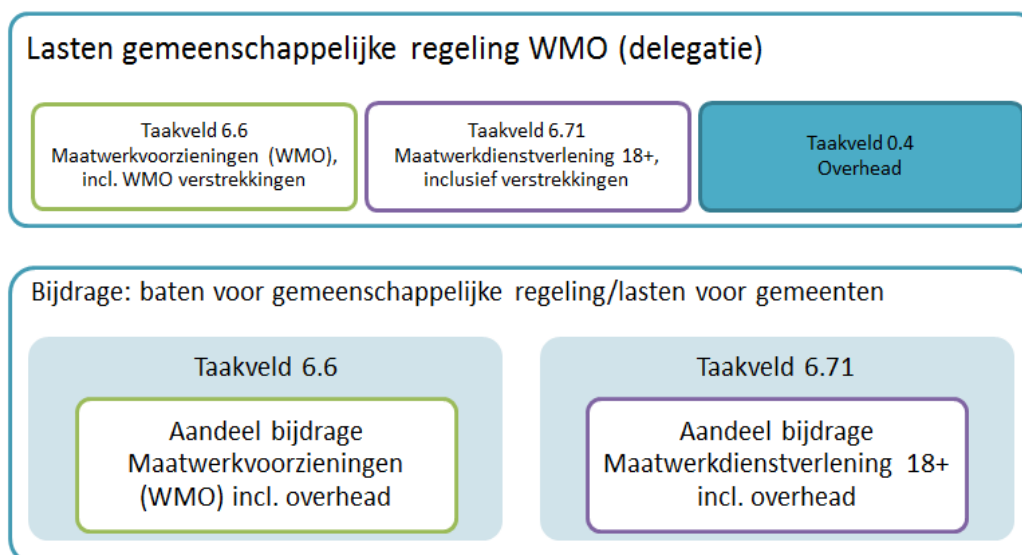 Lasten gemeenschappelijke regeling WMO (delegatie)
Taakveld 6.6
Maatwerkvoorzieningen (WMO),
incl. WMO verstrekkingen
Taakveld 6.71
Maatwerkdienstverlening 18+,
inclusief verstrekkingen
Taakveld 0.4
Overhead
Bijdrage: baten voor gemeenschappelijke regeling/lasten voor gemeenten
Taakveld 6.6
Aandeel bijdrage
Maatwerkvoorzieningen
(WMO) incl. overhead
Taakveld 6.71
Aandeel bijdrage
Maatwerkdienstverlening 18+
incl. overhead